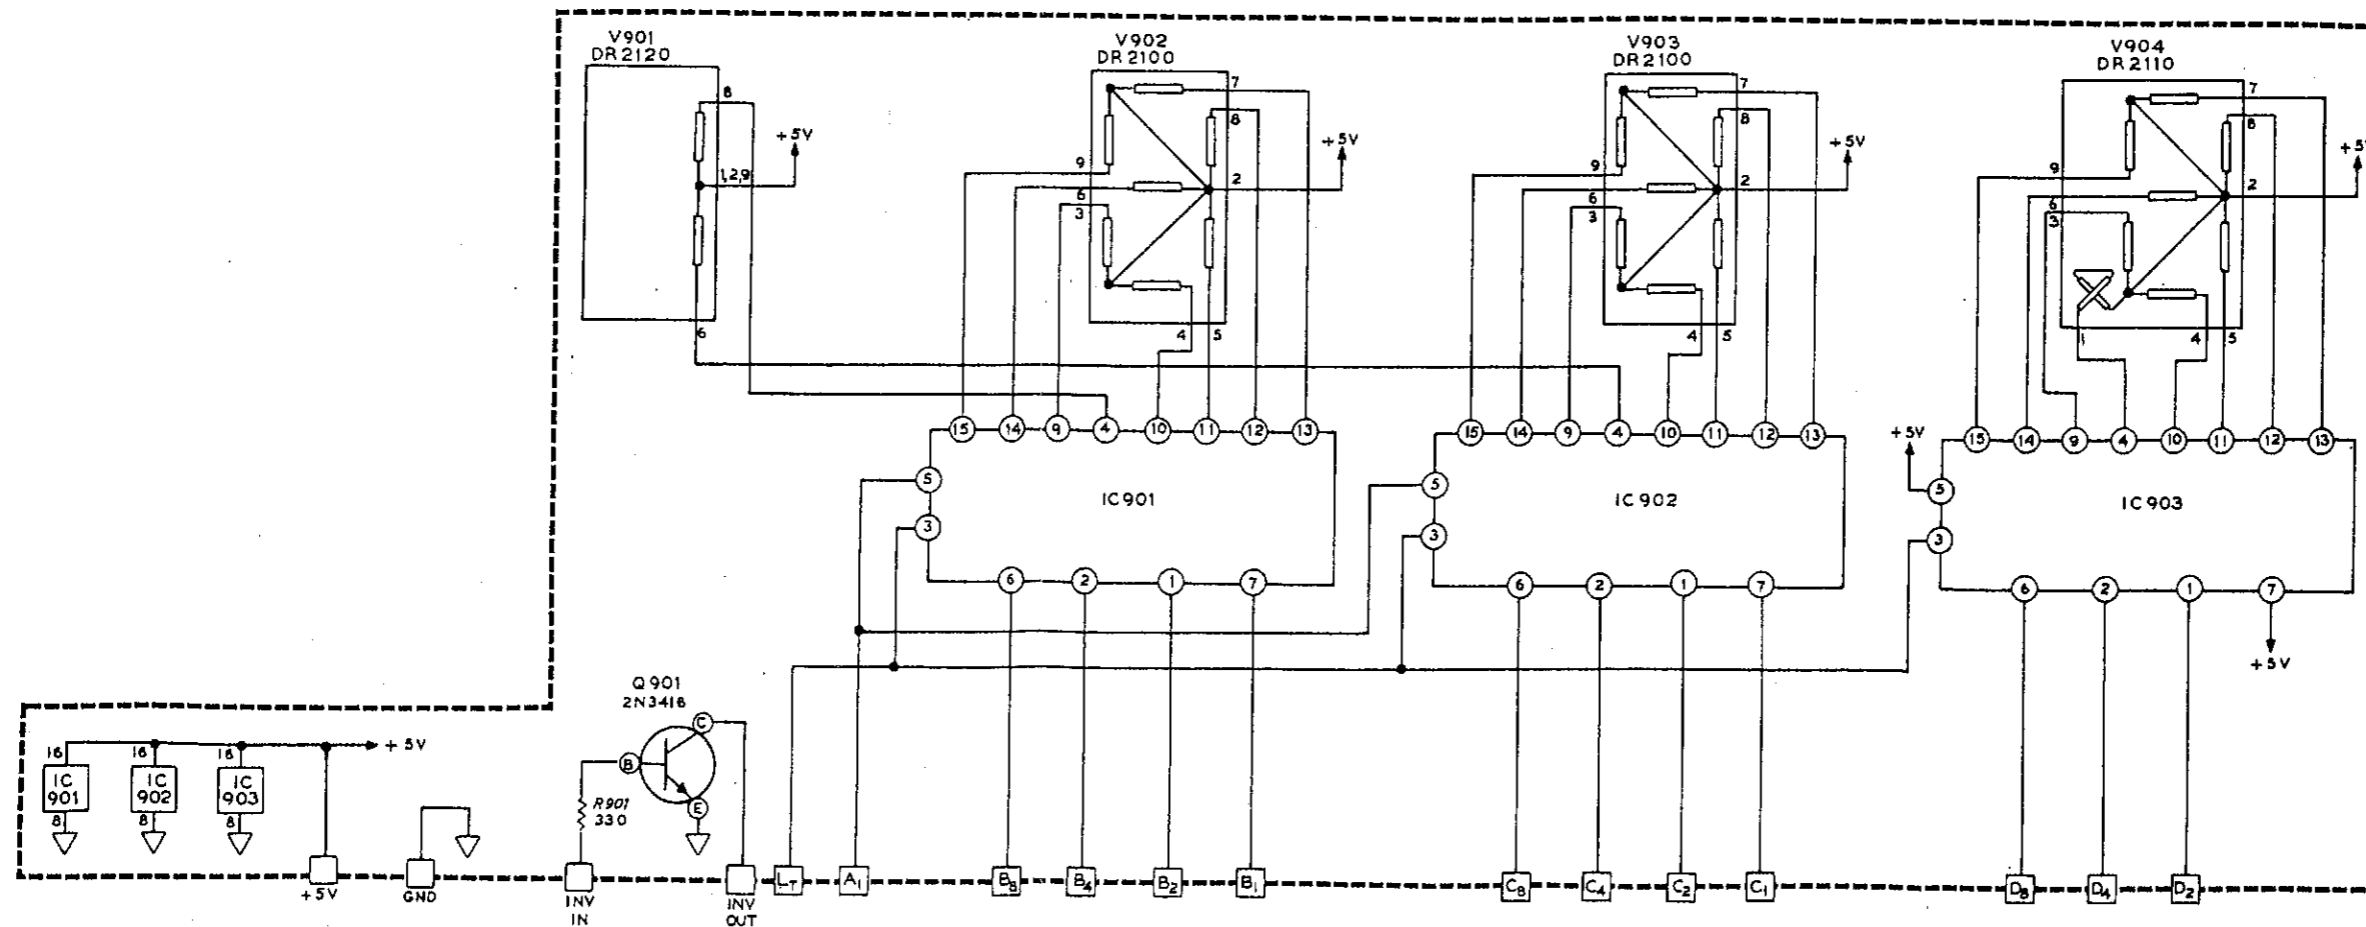 V901
DR2120
8
+5V
1,2,9
6
V902
DR2100
7
8
+5V
9
2
6
3
4
5
V903
DR2100
7
8
+5V
9
2
6
3
4
5
V904
DR2110
7
8
+5V
9
2
6
3
1
4
5
15 14 9 4 10 11 12 13
5
IC901
3
6 2 1 7
15 14 9 4 10 11 12 13
5
IC902
3
6 2 1 7
+5V
15 14 9 4 10 11 12 13
5
IC903
3
6 2 1 7
+5V
16 16 16 +5V
IC
901
IC
902
IC
903
8 8 8
Q901
2N3416
C
B
E
R901
330
+5V
GND
INV
IN
INV
OUT
LT
A1
B8
B4
B2
B1
C8
C4
C2
C1
D8
D4
D2